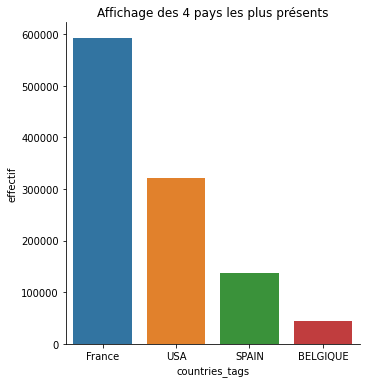 Affichage des 4 pays les plus présents
600000
500000
400000
300000
200000
100000
0
effectif
France USA SPAIN BELGIQUE
countries_tags